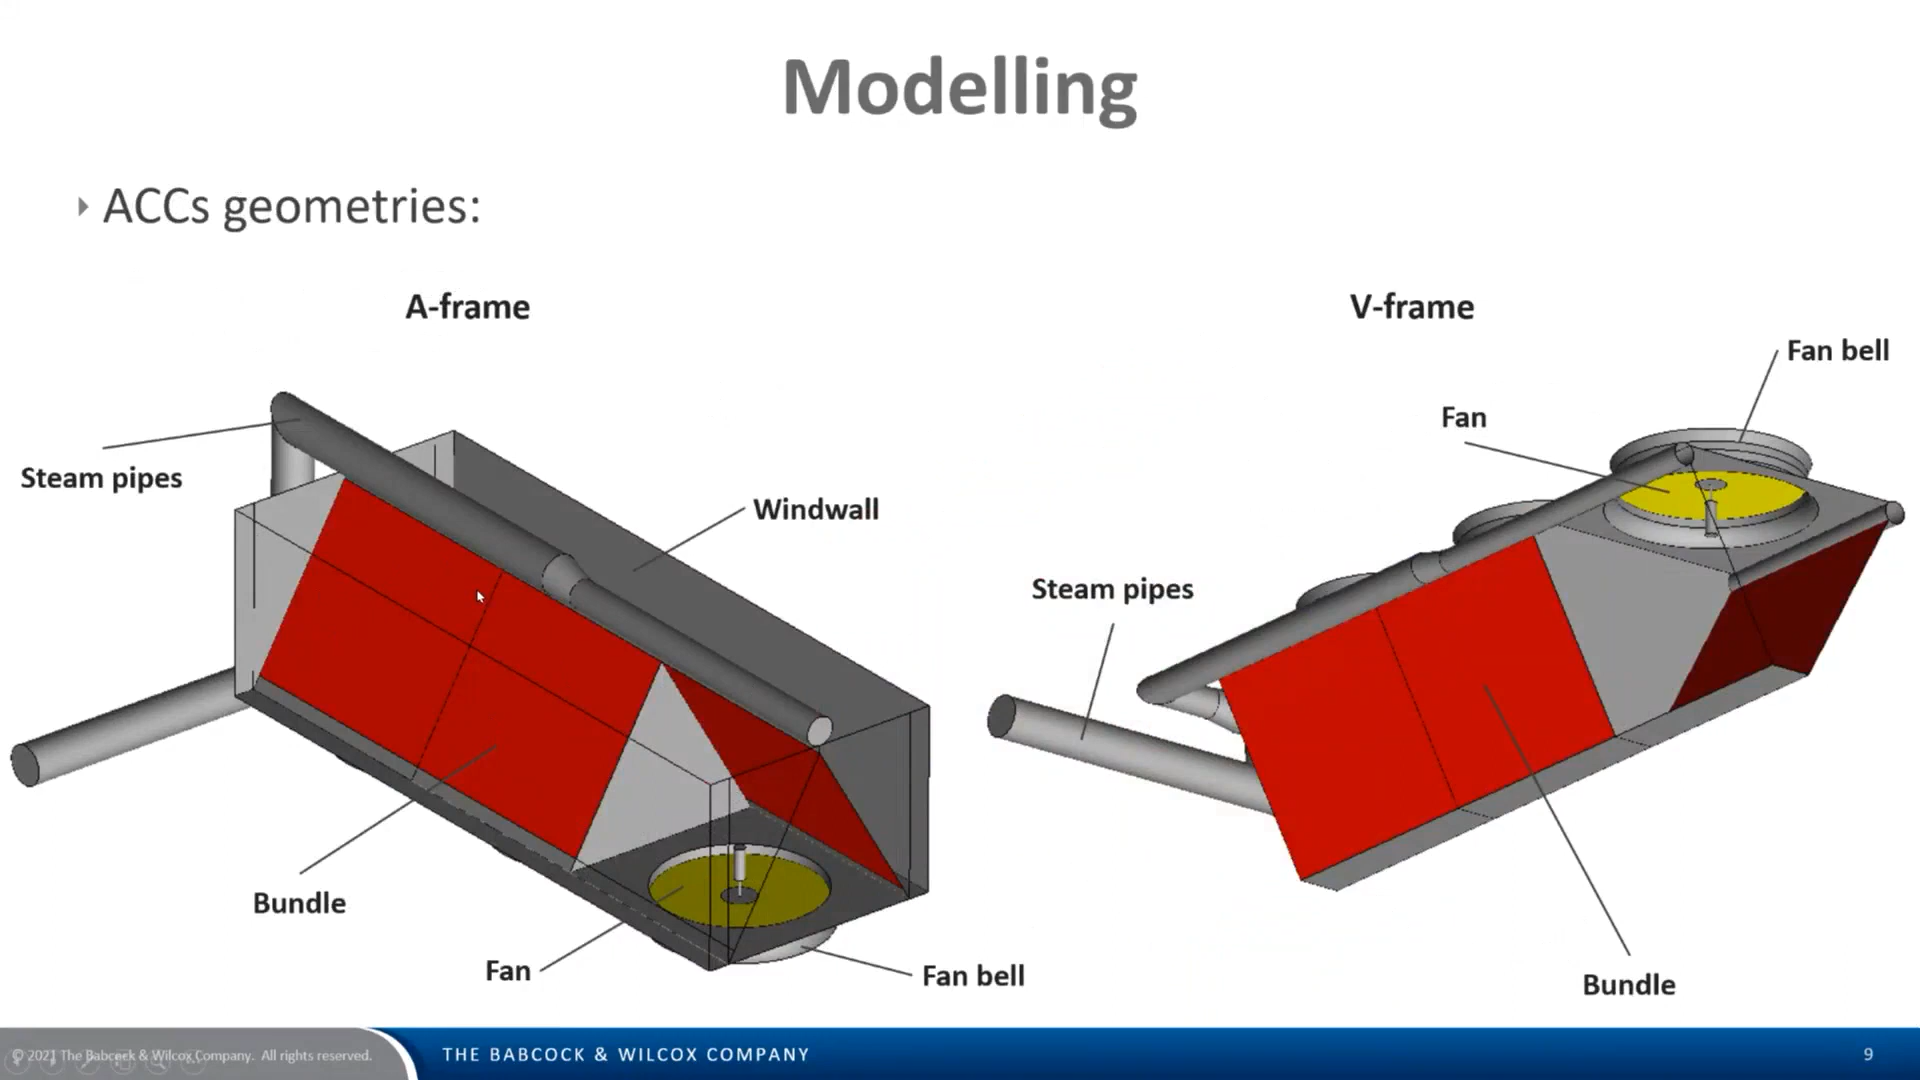 Modelling
ACCs geometries:
A-frame
V-frame
Fan bell
Fan
Steam pipes
Windwall
Steam pipes
Bundle
Fan
Fan bell
Bundle
© 2021 The Babcock & Wilcox Company. All rights reserved.
THE BABCOCK & WILCOX COMPANY
9